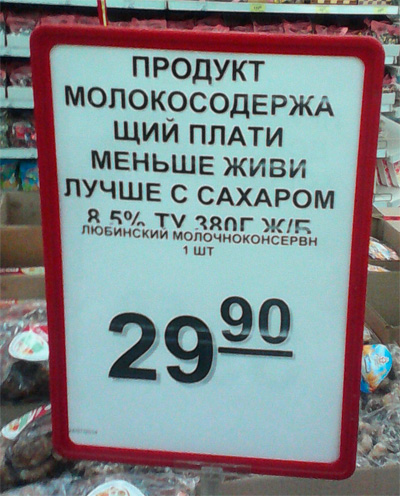 ПРОДУКТ
МОЛОКОСОДЕРЖА
ЩИЙ ПЛАТИ
МЕНЬШЕ ЖИВИ
ЛУЧШЕ С САХАРОМ
8,5% ТУ 380Г Ж/Б
ЛЮБИНСКИЙ МОЛОЧНОКОНСЕРВН
1 ШТ
29 90